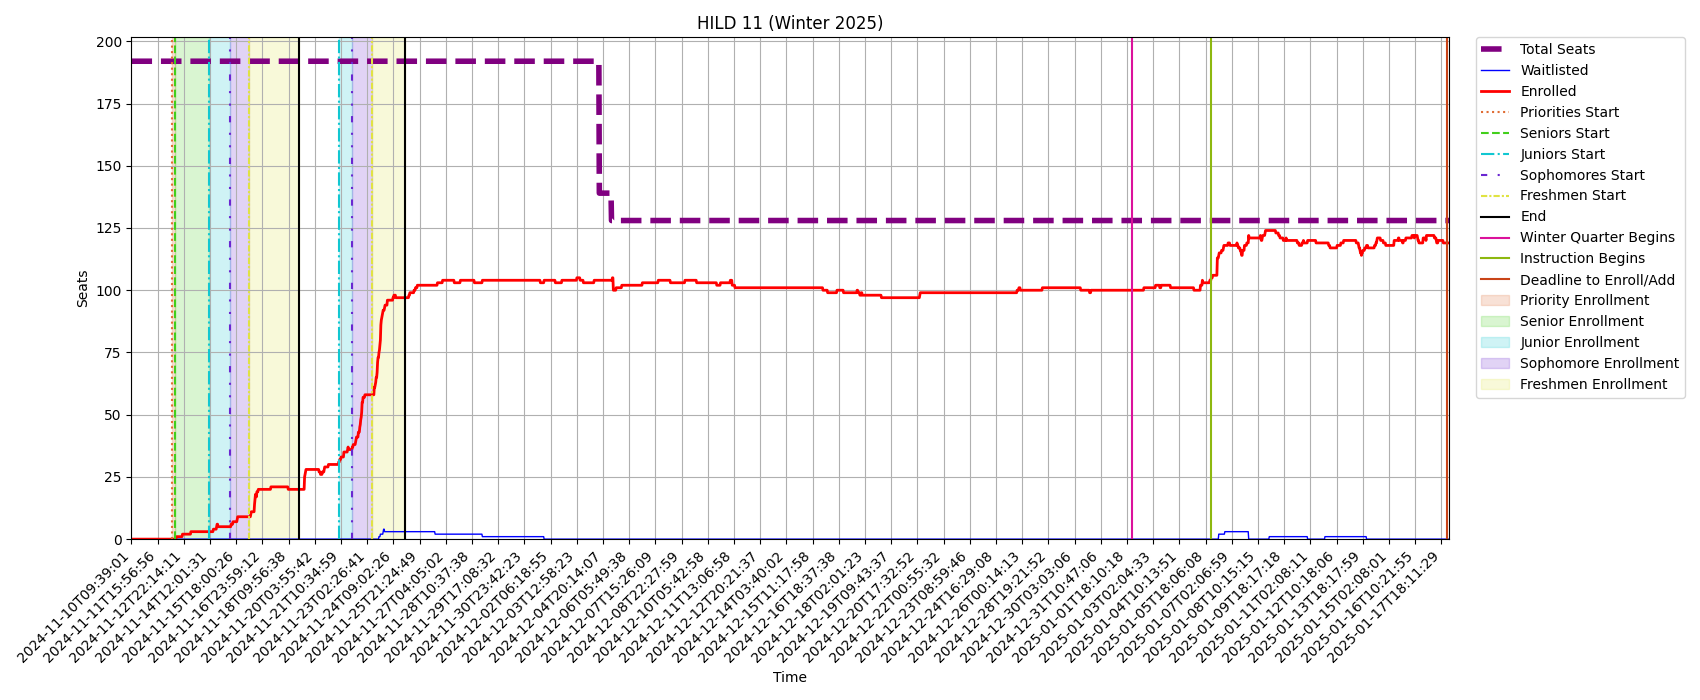 HILD 11 (Winter 2025)
200
175
150
125
100
75
50
25
0
Seats
2024-11-10T09:39:01
2024-11-11T15:56:56
2024-11-12T22:14:11
2024-11-14T12:01:31
2024-11-15T18:00:26
2024-11-16T23:59:12
2024-11-18T09:56:38
2024-11-20T03:55:42
2024-11-21T10:34:59
2024-11-23T02:26:41
2024-11-24T09:02:26
2024-11-25T21:24:49
2024-11-27T04:05:02
2024-11-28T10:37:38
2024-11-29T17:08:32
2024-11-30T23:42:23
2024-12-02T06:18:55
2024-12-03T12:58:23
2024-12-04T20:14:07
2024-12-06T05:49:38
2024-12-07T15:26:09
2024-12-08T22:27:59
2024-12-10T05:42:58
2024-12-11T13:06:58
2024-12-12T20:21:37
2024-12-14T03:40:02
2024-12-15T11:17:58
2024-12-16T18:37:38
2024-12-18T02:01:23
2024-12-19T09:43:37
2024-12-20T17:32:52
2024-12-22T00:55:32
2024-12-23T08:59:46
2024-12-24T16:29:08
2024-12-26T00:14:13
2024-12-28T19:21:52
2024-12-30T03:03:06
2024-12-31T10:47:06
2025-01-01T18:10:18
2025-01-03T02:04:33
2025-01-04T10:13:51
2025-01-05T18:06:08
2025-01-07T02:06:59
2025-01-08T10:15:15
2025-01-09T18:17:18
2025-01-11T02:08:11
2025-01-12T10:18:06
2025-01-13T18:17:59
2025-01-15T02:08:01
2025-01-16T10:21:55
2025-01-17T18:11:29
Time
Total Seats
Waitlisted
Enrolled
Priorities Start
Seniors Start
Juniors Start
Sophomores Start
Freshmen Start
End
Winter Quarter Begins
Instruction Begins
Deadline to Enroll/Add
Priority Enrollment
Senior Enrollment
Junior Enrollment
Sophomore Enrollment
Freshmen Enrollment